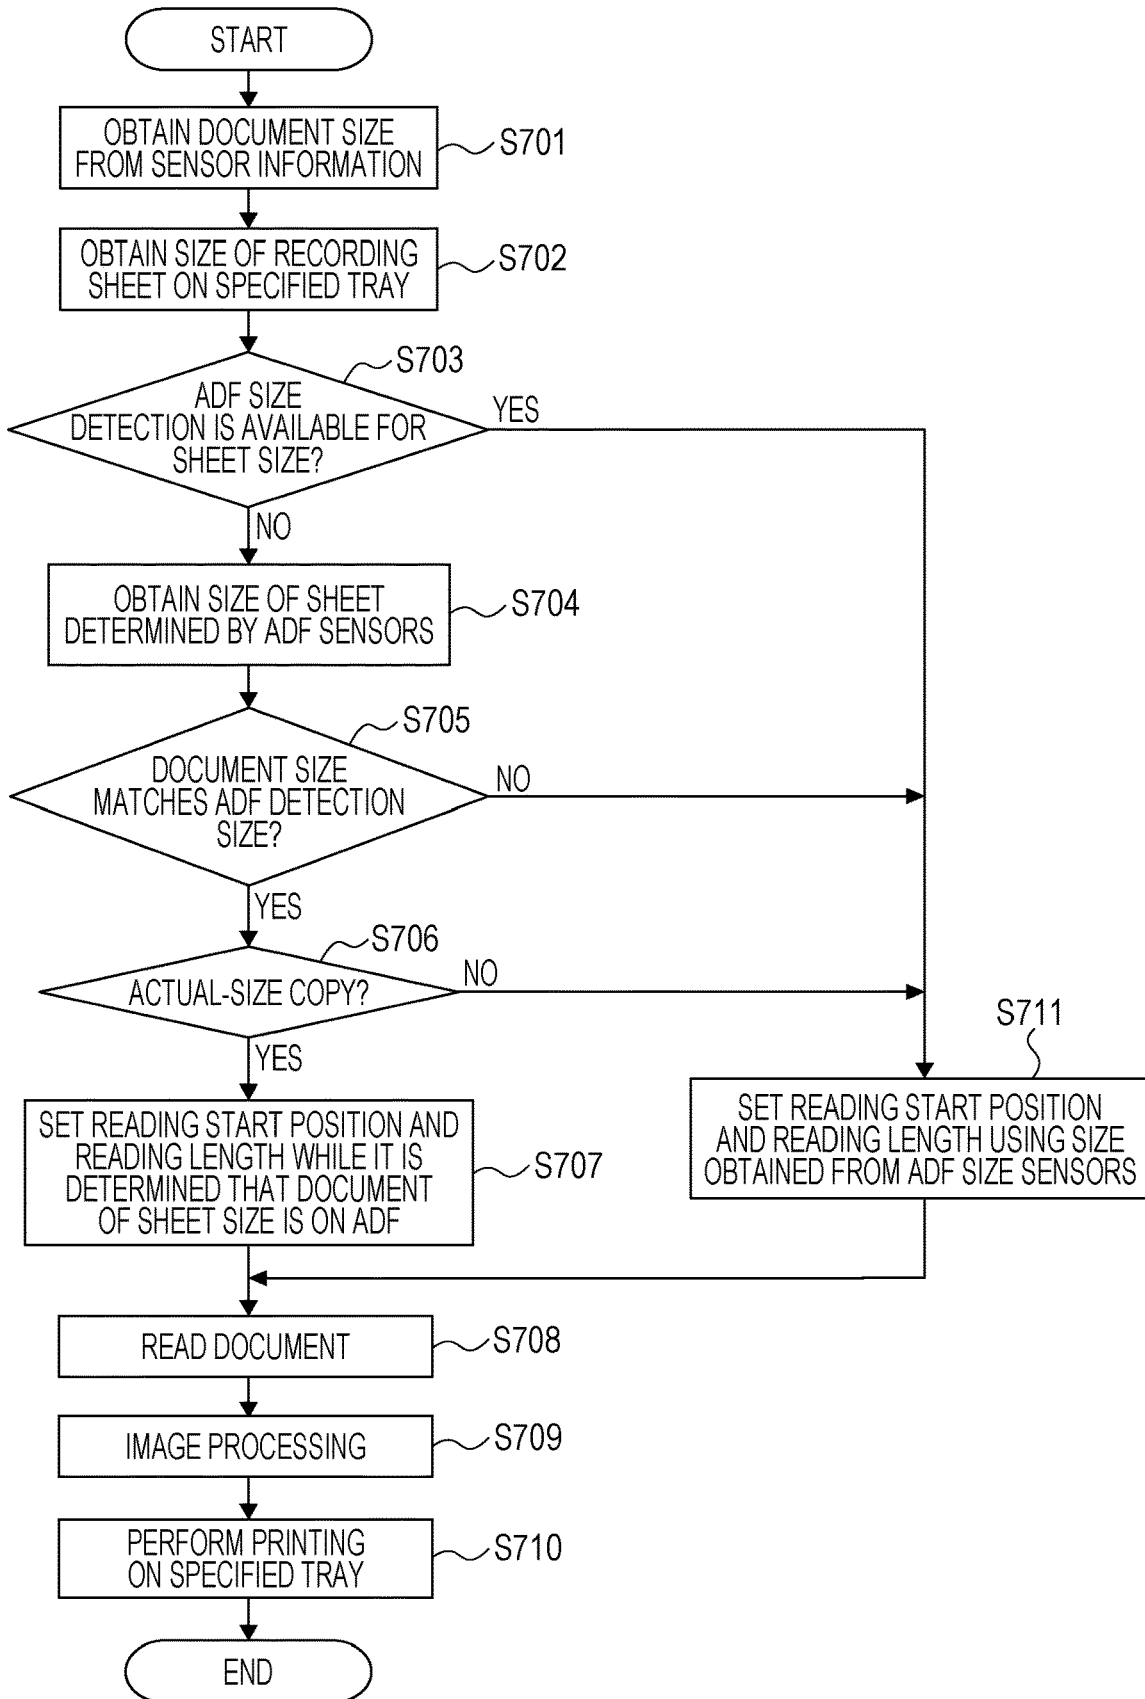 START
OBTAIN DOCUMENT SIZE
FROM SENSOR INFORMATION
S701
OBTAIN SIZE OF RECORDING
SHEET ON SPECIFIED TRAY
S702
S703
ADF SIZE
DETECTION IS AVAILABLE FOR
SHEET SIZE?
YES
NO
OBTAIN SIZE OF SHEET
DETERMINED BY ADF SENSORS
S704
S705
DOCUMENT SIZE
MATCHES ADF DETECTION
SIZE?
NO
YES
S706
ACTUAL-SIZE COPY?
NO
YES
SET READING START POSITION AND
READING LENGTH WHILE IT IS
DETERMINED THAT DOCUMENT
OF SHEET SIZE IS ON ADF
S707
S711
SET READING START POSITION
AND READING LENGTH USING SIZE
OBTAINED FROM ADF SIZE SENSORS
READ DOCUMENT
S708
IMAGE PROCESSING
S709
PERFORM PRINTING
ON SPECIFIED TRAY
S710
END